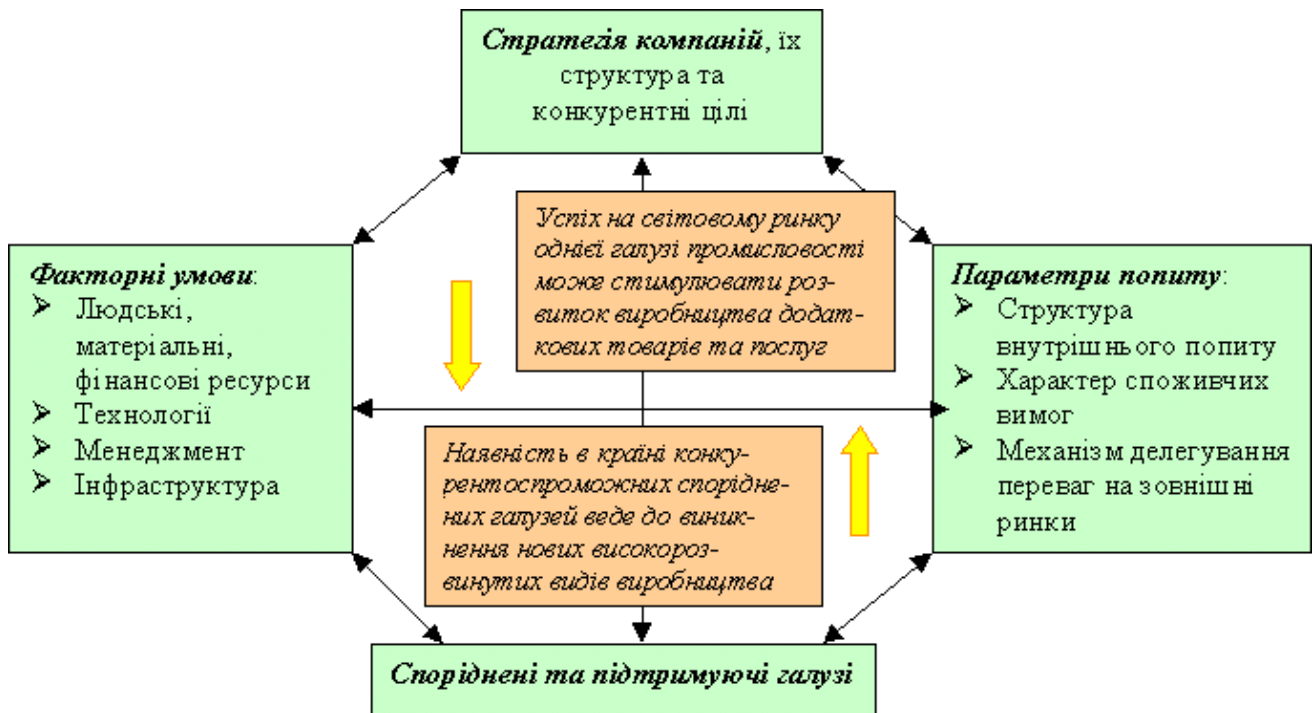 Стратегія компаній, їх
структура та
конкурентні цілі
Успіх на світовому ринку
однієї галузі промисловості
може стимулювати роз-
виток виробництва додат-
кових товарів та послуг
Факторні умови:
➢ Людські,
матеріальні,
фінансові ресурси
➢ Технології
➢ Менеджмент
➢ Інфраструктура
Параметри попиту:
➢ Структура
внутрішнього попиту
➢ Характер споживчих
вимог
➢ Механізм делегування
переваг на зовнішні
ринки
Наявність в країні конку-
рентоспроможних спорідне-
них галузей веде до виник-
нення нових високороз-
винутих видів виробництва
Споріднені та підтримуючі галузі